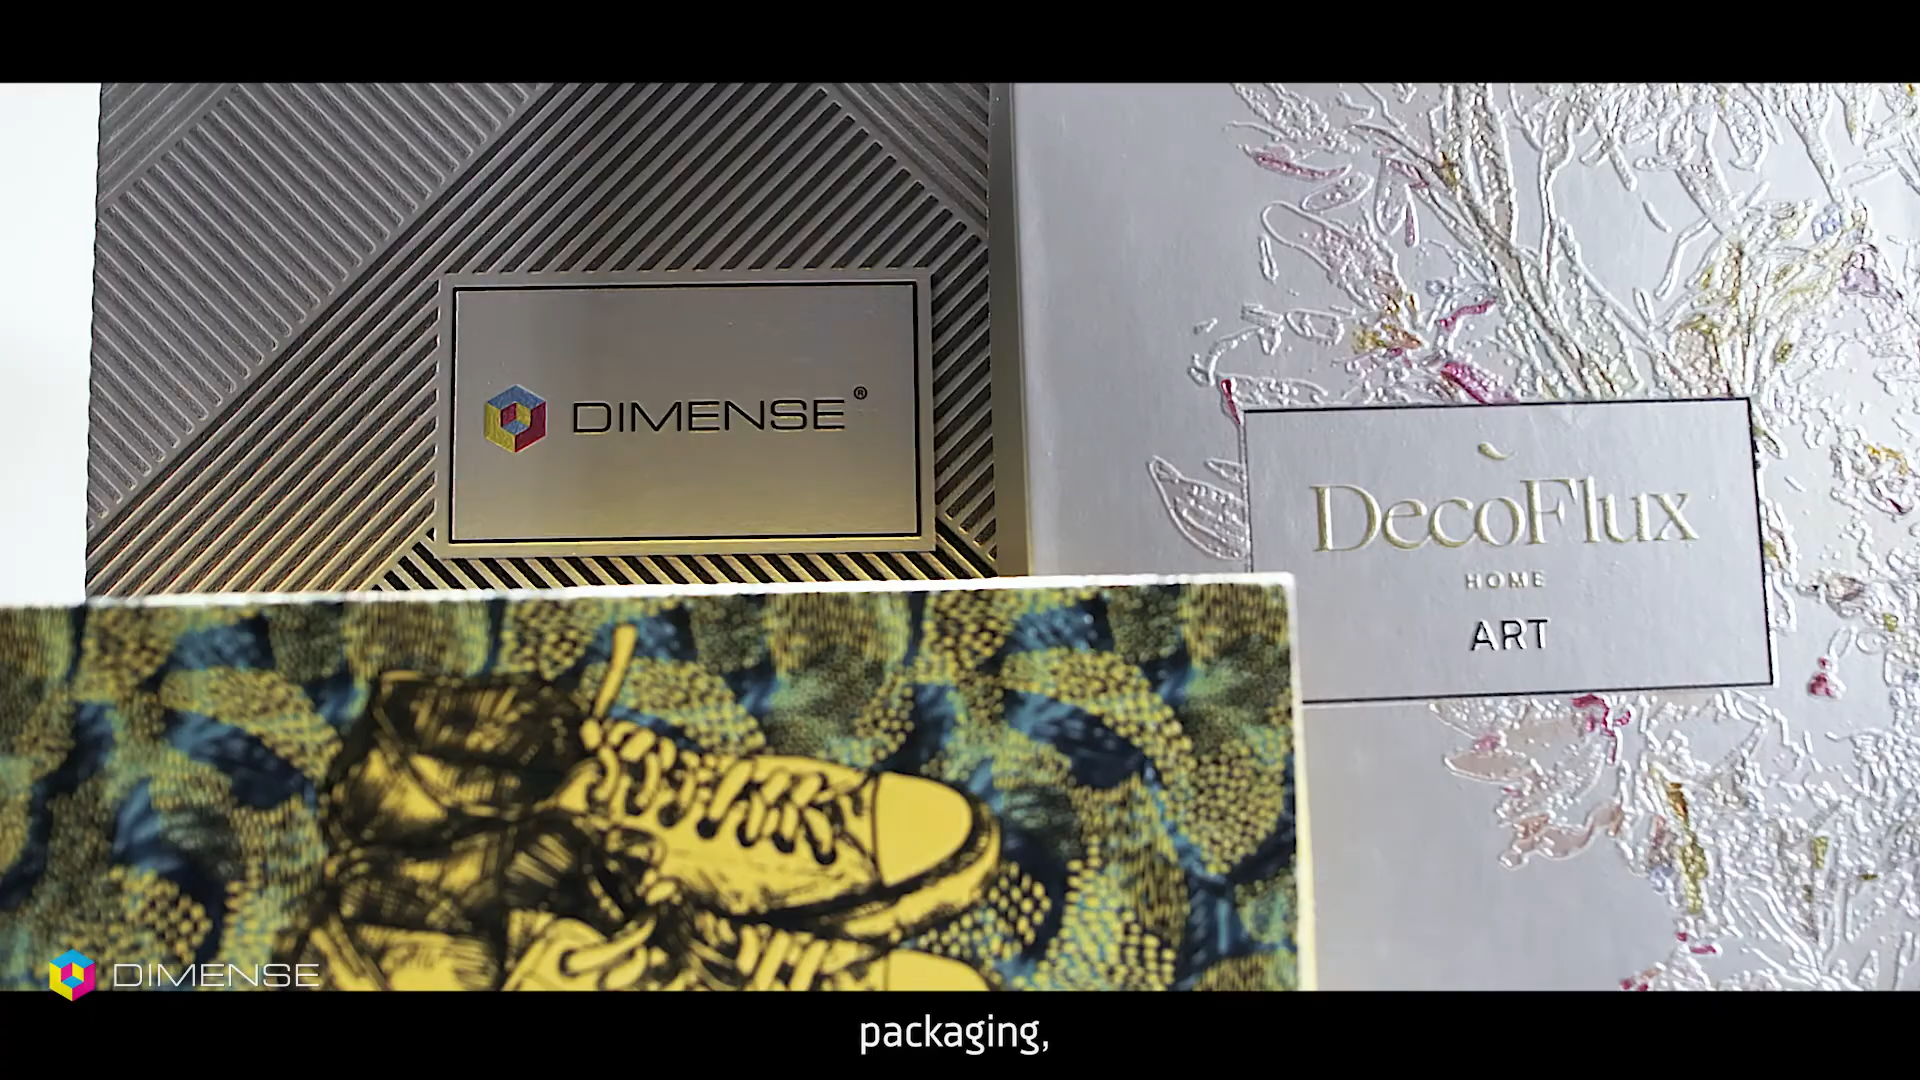 DIMENSE®
DecoFlux
HOME
ART
DIMENSE
packaging,